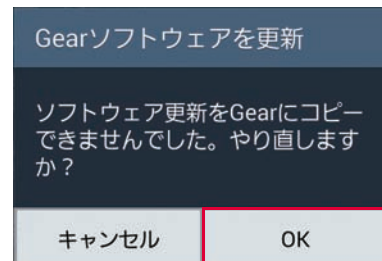 Gearソフトウェアを更新
ソフトウェア更新をGearにコピー
できませんでした。やり直します
か？
キャンセル
OK